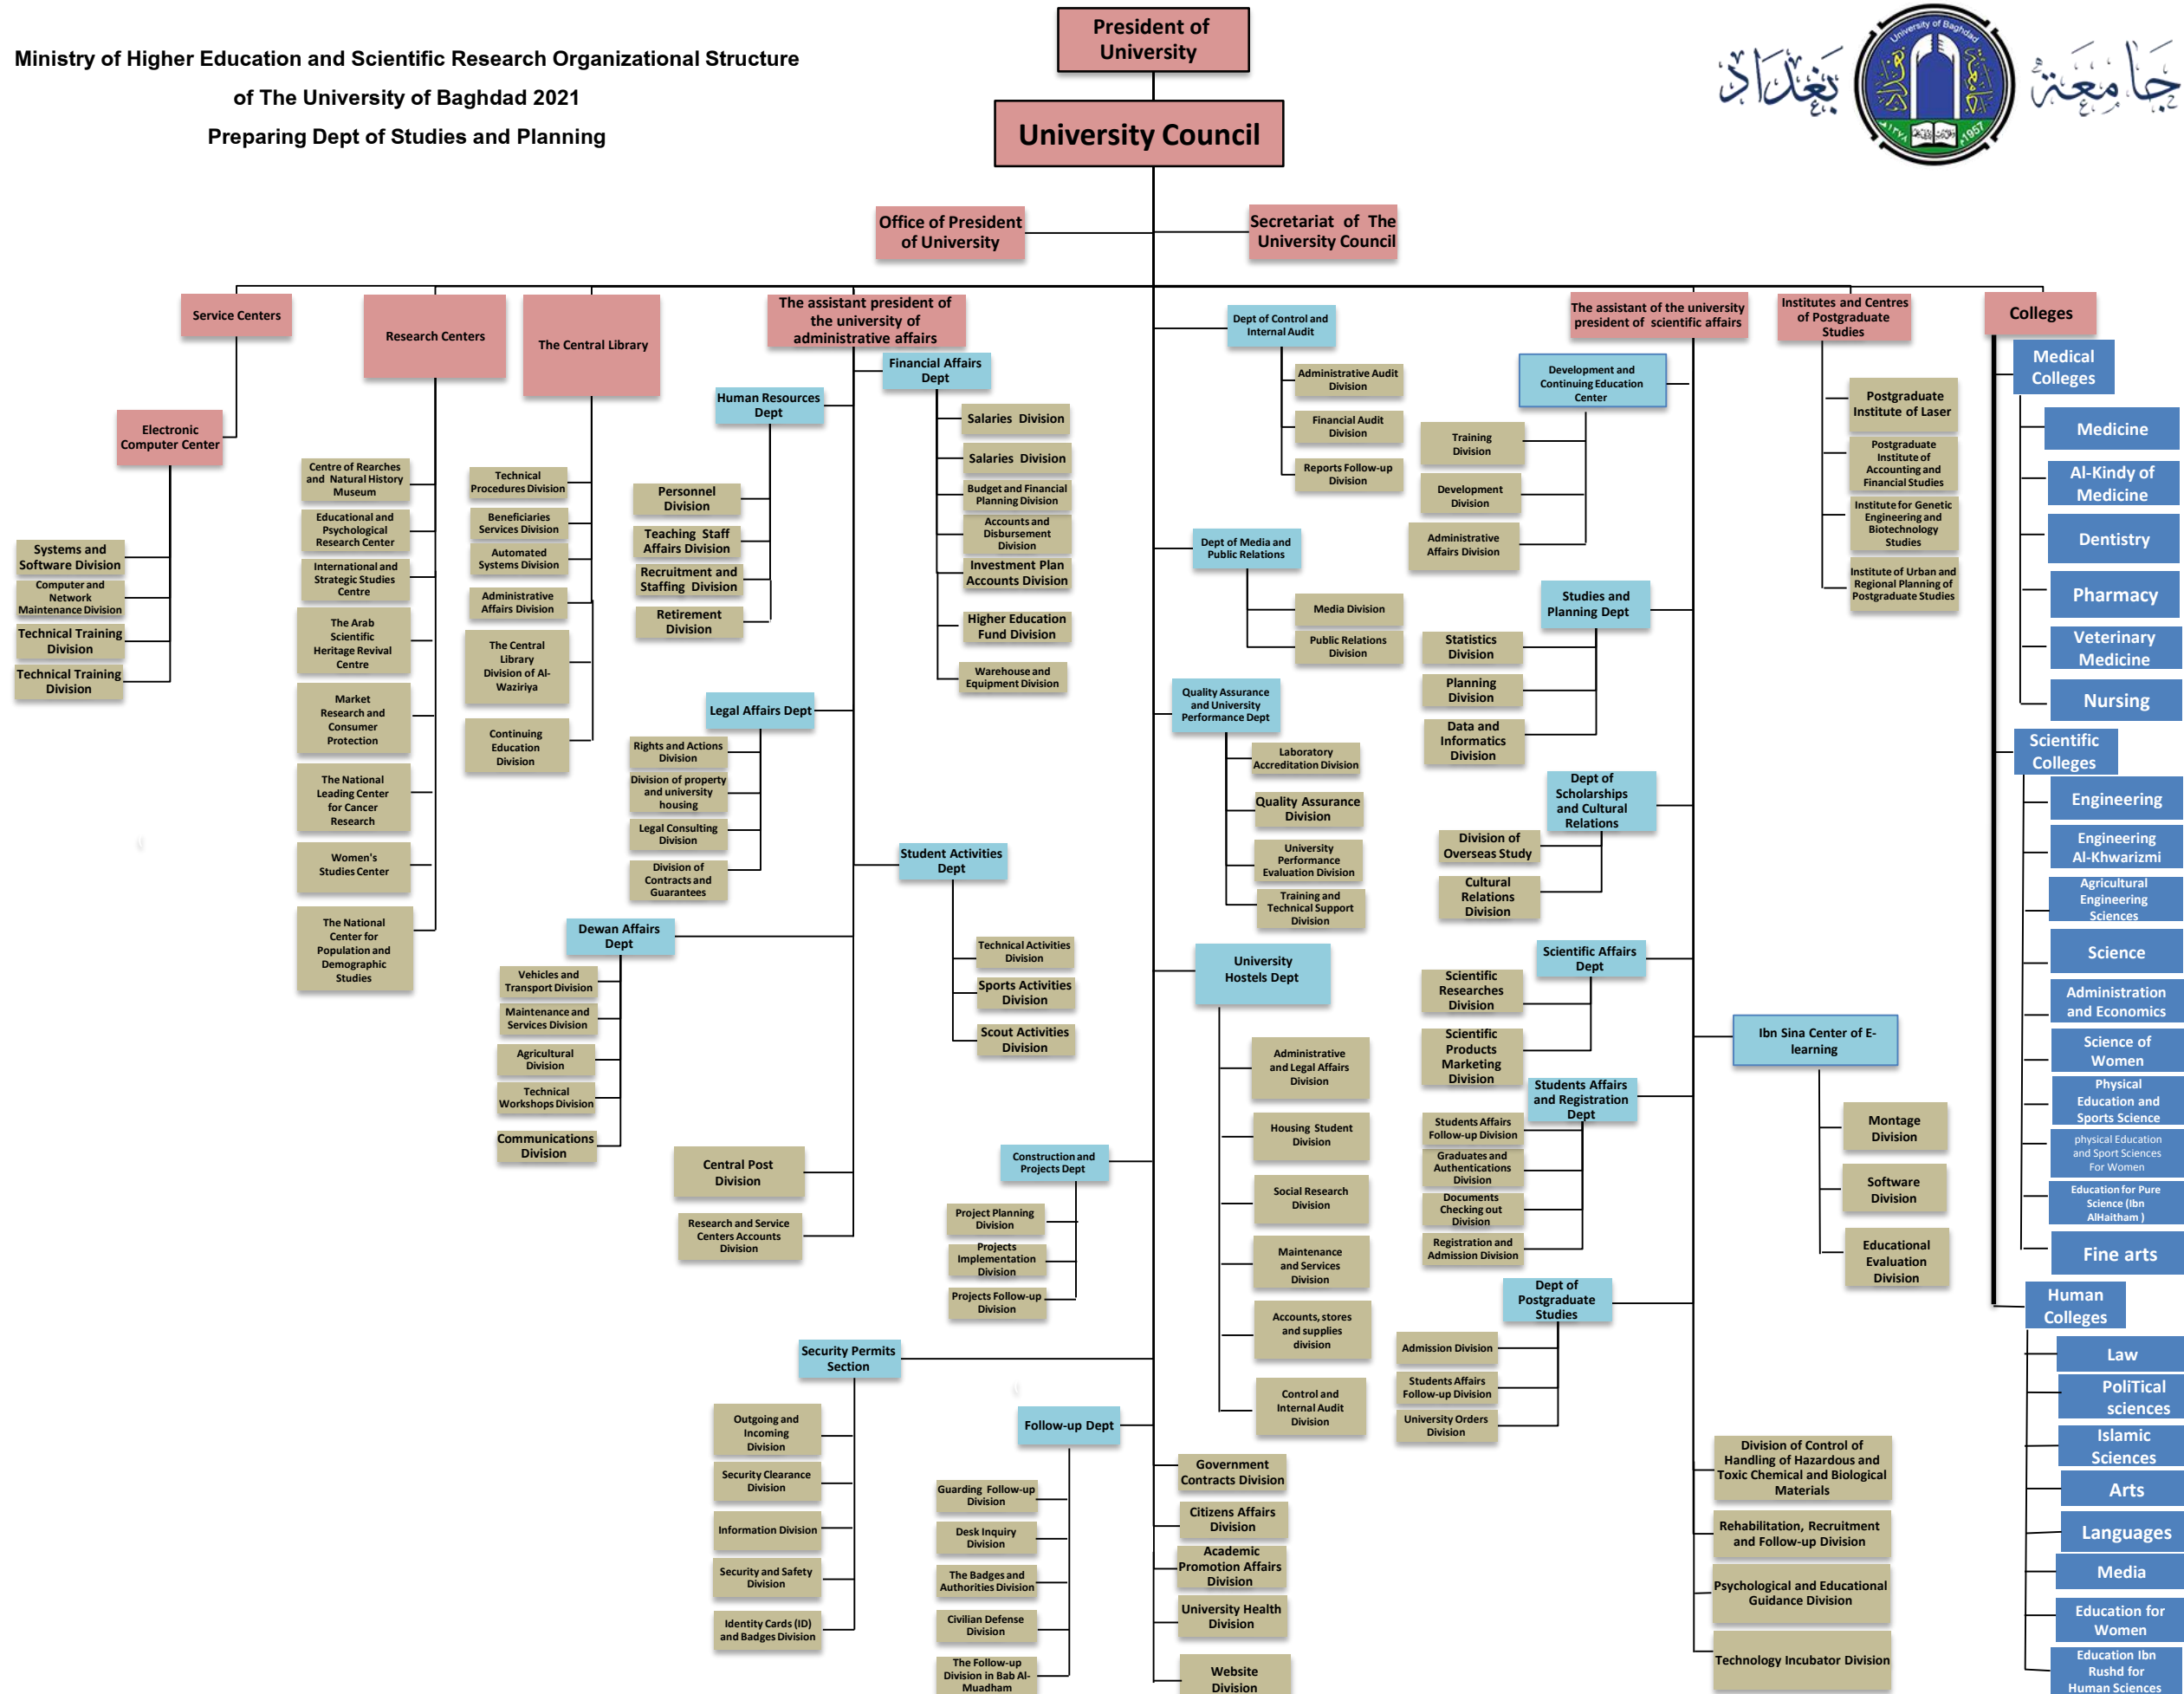 Ministry of Higher Education and Scientific Research Organizational Structure
of The University of Baghdad 2021
Preparing Dept of Studies and Planning
President of
University
University Council
University of Baghdad
جامعة
بغداد
١٣٧٨
1957
Office of President
of University
Secretariat of The
University Council
Service Centers
Electronic
Computer Center
Systems and
Software Division
Computer and
Network
Maintenance Division
Technical Training
Division
Technical Training
Division
Research Centers
Centre of Rearches
and Natural History
Museum
Educational and
Psychological
Research Center
International and
Strategic Studies
Centre
The Arab
Scientific
Heritage Revival
Centre
Market
Research and
Consumer
Protection
The National
Leading Center
for Cancer
Research
Women's
Studies Center
The National
Center for
Population and
Demographic
Studies
The Central Library
Technical
Procedures Division
Beneficiaries
Services Division
Automated
Systems Division
Administrative
Affairs Division
The Central
Library
Division of Al-
Waziriya
Continuing
Education
Division
The assistant president of
the university of
administrative affairs
Financial Affairs
Dept
Salaries Division
Salaries Division
Budget and Financial
Planning Division
Accounts and
Disbursement
Division
Investment Plan
Accounts Division
Higher Education
Fund Division
Warehouse and
Equipment Division
Human Resources
Dept
Personnel
Division
Teaching Staff
Affairs Division
Recruitment and
Staffing Division
Retirement
Division
Legal Affairs Dept
Rights and Actions
Division
Division of property
and university
housing
Legal Consulting
Division
Division of
Contracts and
Guarantees
Student Activities
Dept
Technical Activities
Division
Sports Activities
Division
Scout Activities
Division
Dewan Affairs
Dept
Vehicles and
Transport Division
Maintenance and
Services Division
Agricultural
Division
Technical
Workshops Division
Communications
Division
Central Post
Division
Research and Service
Centers Accounts
Division
Dept of Control and
Internal Audit
Administrative Audit
Division
Financial Audit
Division
Reports Follow-up
Division
Dept of Media and
Public Relations
Media Division
Public Relations
Division
Quality Assurance
and University
Performance Dept
Laboratory
Accreditation Division
Quality Assurance
Division
University
Performance
Evaluation Division
Training and
Technical Support
Division
University
Hostels Dept
Administrative
and Legal Affairs
Division
Housing Student
Division
Social Research
Division
Maintenance
and Services
Division
Accounts, stores
and supplies
division
Control and
Internal Audit
Division
Construction and
Projects Dept
Project Planning
Division
Projects
Implementation
Division
Projects Follow-up
Division
Security Permits
Section
Outgoing and
Incoming
Division
Security Clearance
Division
Information Division
Security and Safety
Division
Identity Cards (ID)
and Badges Division
Follow-up Dept
Guarding Follow-up
Division
Desk Inquiry
Division
The Badges and
Authorities Division
Civilian Defense
Division
The Follow-up
Division in Bab Al-
Muadham
Government
Contracts Division
Citizens Affairs
Division
Academic
Promotion Affairs
Division
University Health
Division
Website
Division
The assistant of the university
president of scientific affairs
Development and
Continuing Education
Center
Training
Division
Development
Division
Administrative
Affairs Division
Studies and
Planning Dept
Statistics
Division
Planning
Division
Data and
Informatics
Division
Dept of
Scholarships
and Cultural
Relations
Division of
Overseas Study
Cultural
Relations
Division
Scientific Affairs
Dept
Scientific
Researches
Division
Scientific
Products
Marketing
Division
Students Affairs
and Registration
Dept
Students Affairs
Follow-up Division
Graduates and
Authentications
Division
Documents
Checking out
Division
Registration and
Admission Division
Dept of
Postgraduate
Studies
Admission Division
Students Affairs
Follow-up Division
University Orders
Division
Ibn Sina Center of E-
learning
Montage
Division
Software
Division
Educational
Evaluation
Division
Division of Control of
Handling of Hazardous and
Toxic Chemical and Biological
Materials
Rehabilitation, Recruitment
and Follow-up Division
Psychological and Educational
Guidance Division
Technology Incubator Division
Institutes and Centres
of Postgraduate
Studies
Postgraduate
Institute of Laser
Postgraduate
Institute of
Accounting and
Financial Studies
Institute for Genetic
Engineering and
Biotechnology
Studies
Institute of Urban and
Regional Planning of
Postgraduate Studies
Colleges
Medical
Colleges
Medicine
Al-Kindy of
Medicine
Dentistry
Pharmacy
Veterinary
Medicine
Nursing
Scientific
Colleges
Engineering
Engineering
Al-Khwarizmi
Agricultural
Engineering
Sciences
Science
Administration
and Economics
Science of
Women
Physical
Education and
Sports Science
physical Education
and Sport Sciences
For Women
Education for Pure
Science (Ibn
AlHaitham )
Fine arts
Human
Colleges
Law
PoliTical
sciences
Islamic
Sciences
Arts
Languages
Media
Education for
Women
Education Ibn
Rushd for
Human Sciences